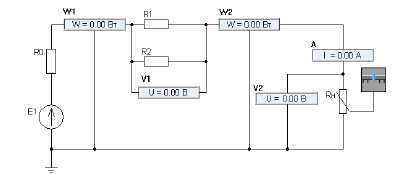 W1
W = 0.00 Вт
R1
W2
W = 0.00 Вт
A
I = 0.00 A
R0
R2
V1
U = 0.00 В
V2
U = 0.00 В
Rн
E1